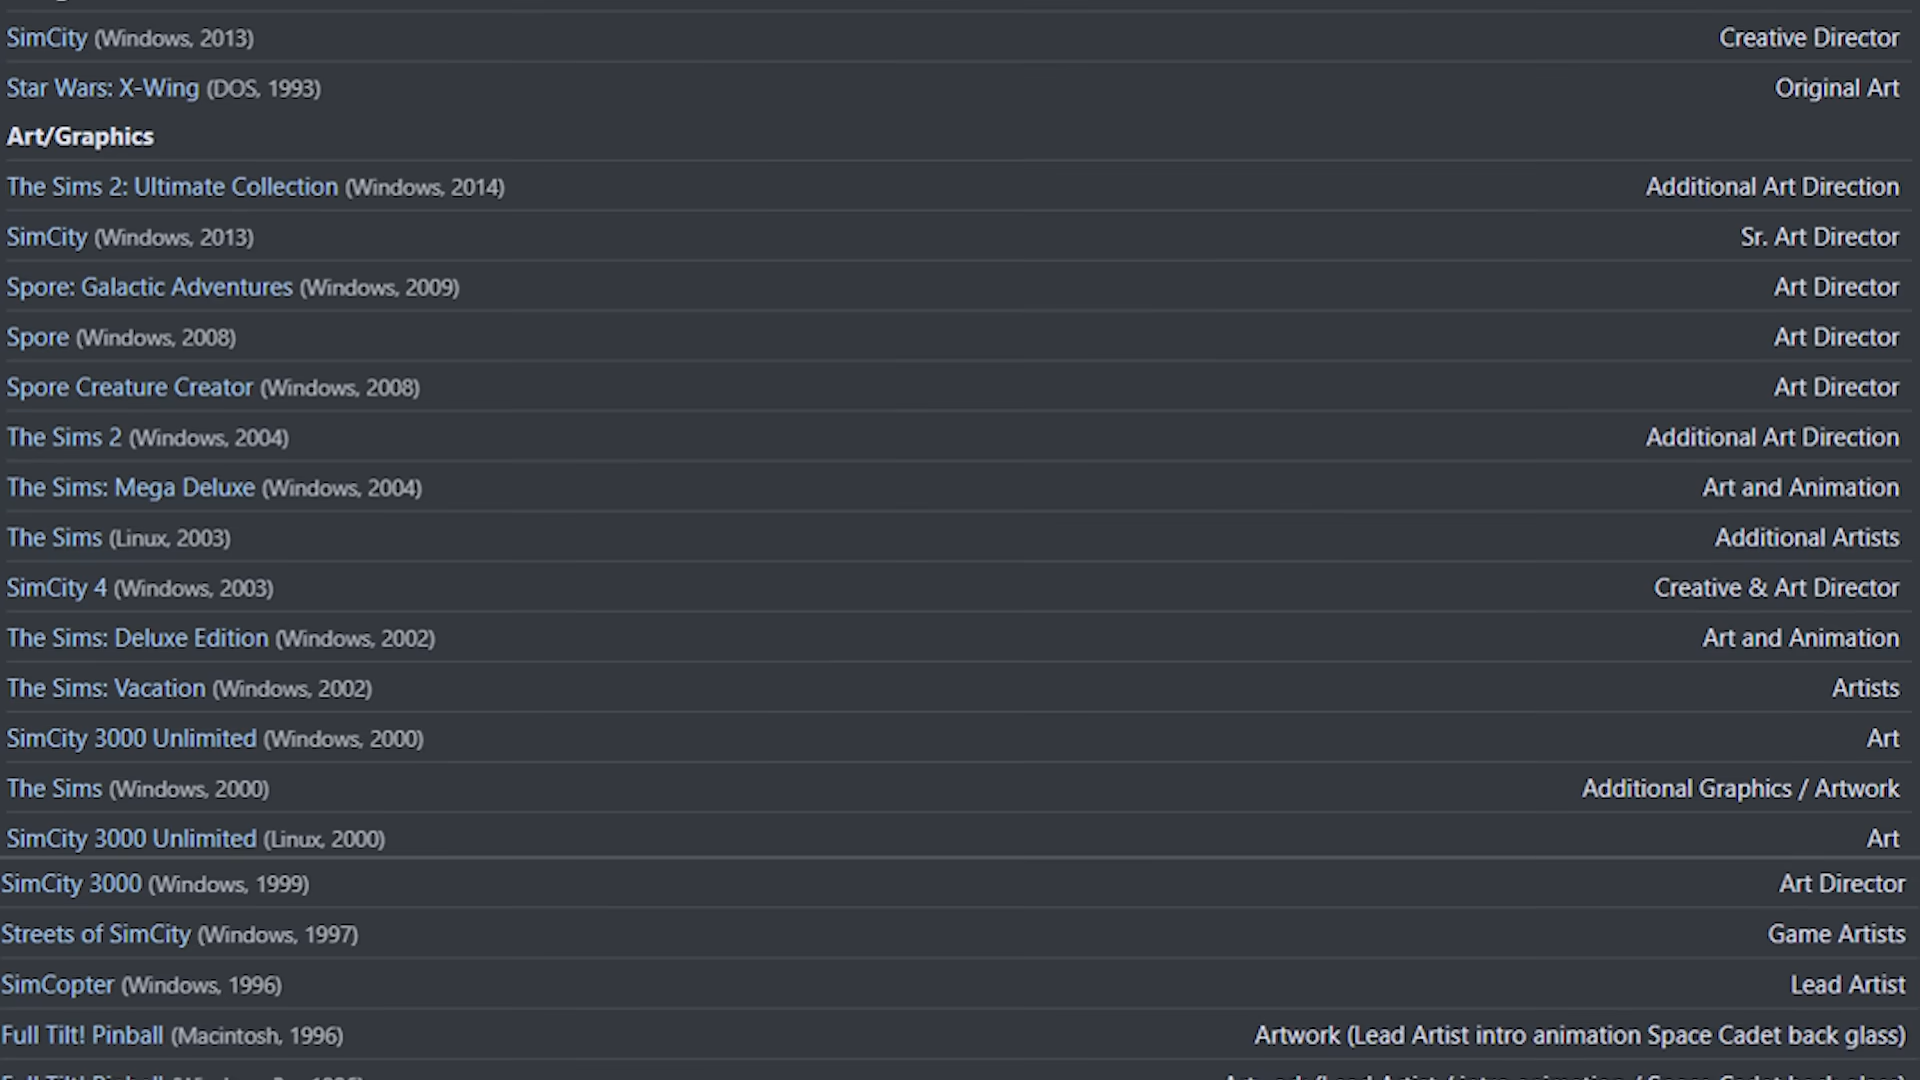 SimCity (Windows, 2013) Creative Director
Star Wars: X-Wing (DOS, 1993) Original Art
Art/Graphics
The Sims 2: Ultimate Collection (Windows, 2014) Additional Art Direction
SimCity (Windows, 2013) Sr. Art Director
Spore: Galactic Adventures (Windows, 2009) Art Director
Spore (Windows, 2008) Art Director
Spore Creature Creator (Windows, 2008) Art Director
The Sims 2 (Windows, 2004) Additional Art Direction
The Sims: Mega Deluxe (Windows, 2004) Art and Animation
The Sims (Linux, 2003) Additional Artists
SimCity 4 (Windows, 2003) Creative & Art Director
The Sims: Deluxe Edition (Windows, 2002) Art and Animation
The Sims: Vacation (Windows, 2002) Artists
SimCity 3000 Unlimited (Windows, 2000) Art
The Sims (Windows, 2000) Additional Graphics / Artwork
SimCity 3000 Unlimited (Linux, 2000) Art
SimCity 3000 (Windows, 1999) Art Director
Streets of SimCity (Windows, 1997) Game Artists
SimCopter (Windows, 1996) Lead Artist
Full Tilt! Pinball (Macintosh, 1996) Artwork (Lead Artist intro animation Space Cadet back glass)